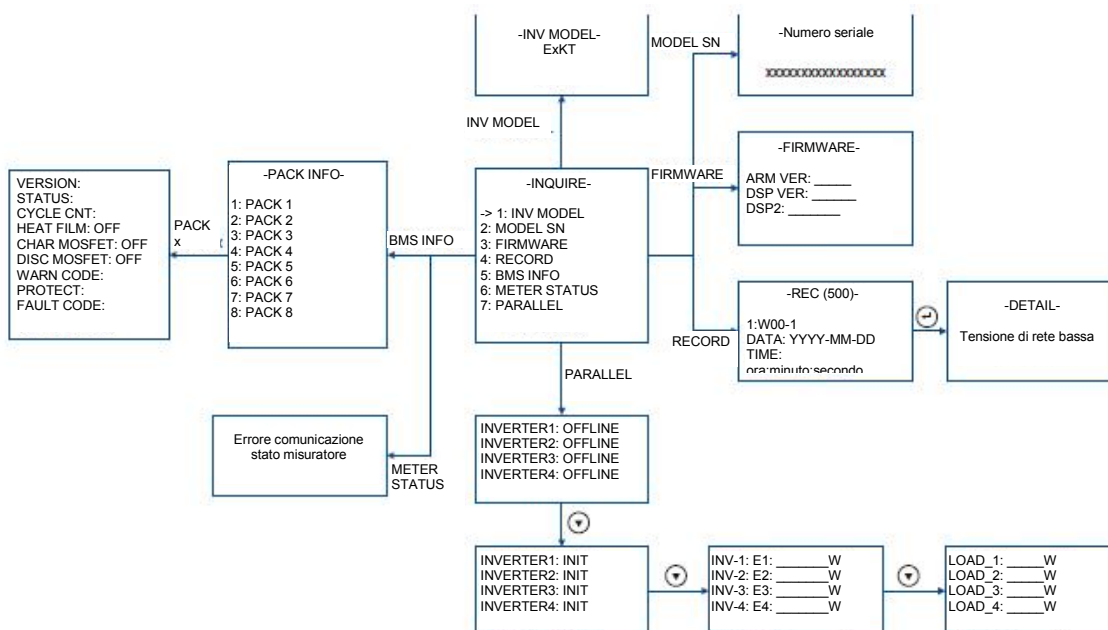 -INV MODEL-
ExKT
MODEL SN
-Numero seriale
xxxxxxxxxxxxxxxxxx
INV MODEL
-FIRMWARE-
ARM VER: _____
DSP VER: ______
DSP2: _______
FIRMWARE
-INQUIRE-
-> 1: INV MODEL
2: MODEL SN
3: FIRMWARE
4: RECORD
5: BMS INFO
6: METER STATUS
7: PARALLEL
BMS INFO
-PACK INFO-
1: PACK 1
2: PACK 2
3: PACK 3
4: PACK 4
5: PACK 5
6: PACK 6
7: PACK 7
8: PACK 8
PACK
x
VERSION:
STATUS:
CYCLE CNT:
HEAT FILM: OFF
CHAR MOSFET: OFF
DISC MOSFET: OFF
WARN CODE:
PROTECT:
FAULT CODE:
RECORD
-REC (500)-
1:W00-1
DATA: YYYY-MM-DD
TIME:
ora:minuto:secondo
-DETAIL-
Tensione di rete bassa
PARALLEL
Errore comunicazione
stato misuratore
METER
STATUS
INVERTER1: OFFLINE
INVERTER2: OFFLINE
INVERTER3: OFFLINE
INVERTER4: OFFLINE
INVERTER1: INIT
INVERTER2: INIT
INVERTER3: INIT
INVERTER4: INIT
INV-1: E1: _______W
INV-2: E2: _______W
INV-3: E3: _______W
INV-4: E4: _______W
LOAD_1: _____W
LOAD_2: _____W
LOAD_3: _____W
LOAD_4: _____W